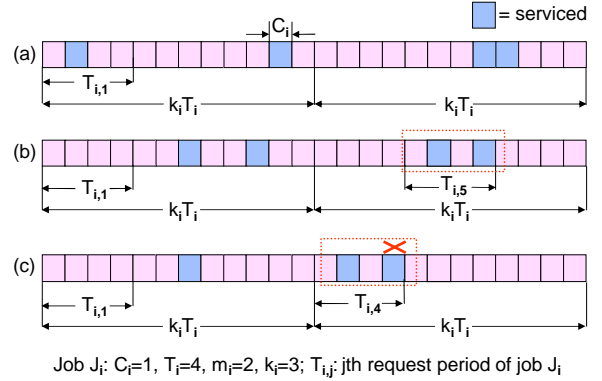 = serviced
Cᵢ
(a)
Tᵢ,₁
kᵢTᵢ kᵢTᵢ
(b)
Tᵢ,₁ Tᵢ,₅
kᵢTᵢ kᵢTᵢ
(c)
Tᵢ,₁ Tᵢ,₄
kᵢTᵢ kᵢTᵢ
Job Jᵢ: Cᵢ=1, Tᵢ=4, mᵢ=2, kᵢ=3; Tᵢ,ⱼ: jth request period of job Jᵢ